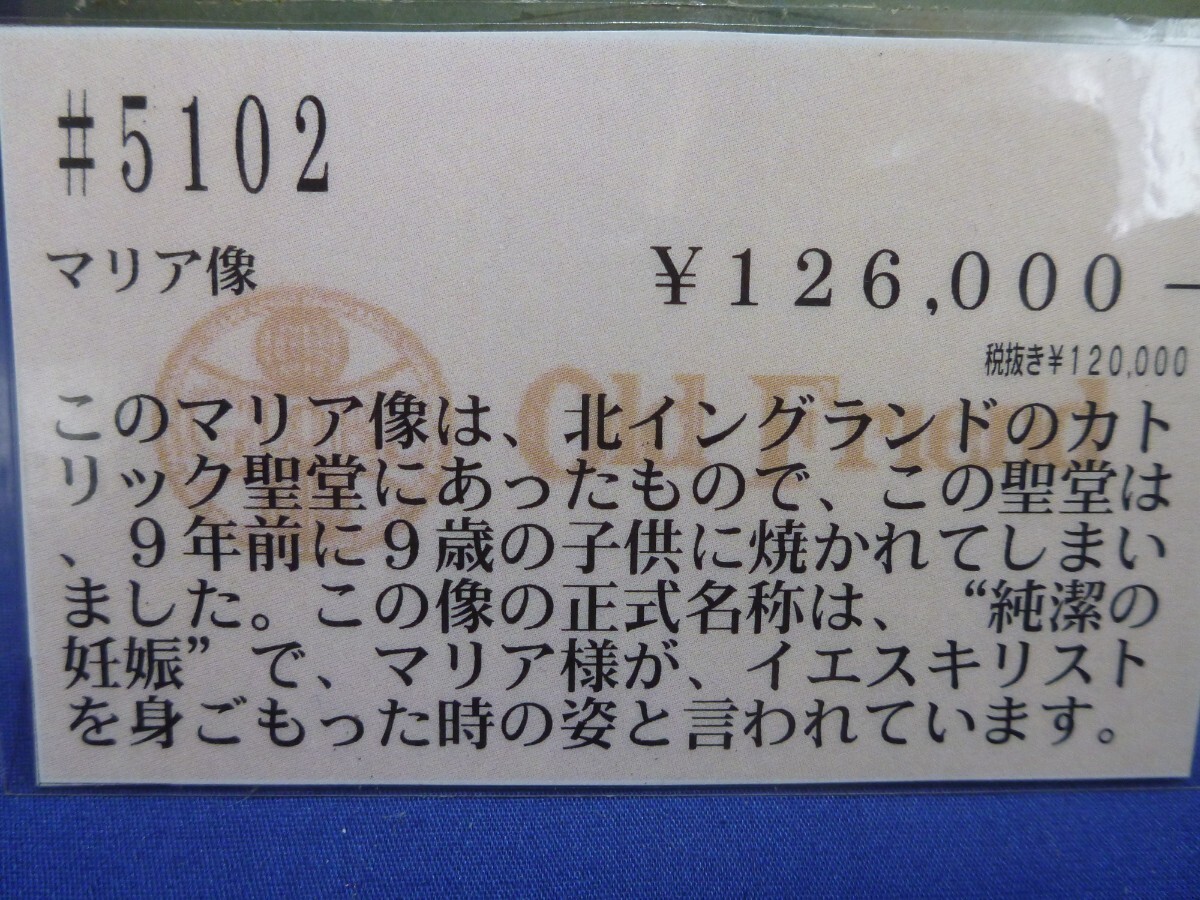 #5102
マリア像
¥126,000-
税抜き¥120,000
Old Friend
このマリア像は、北イングランドのカト
リック聖堂にあったもので、この聖堂は
、9年前に9歳の子供に焼かれてしまい
ました。この像の正式名称は、“純潔の
妊娠”で、マリア様が、イエスキリスト
を身ごもった時の姿と言われています。